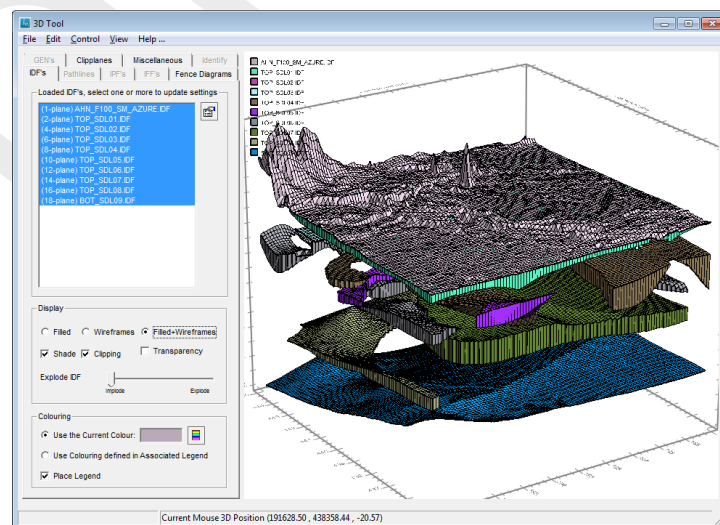 3D Tool
File Edit Control View Help ...
GEN's Clipplanes Miscellaneous Identify
IDF's Pathlines IPF's IFF's Fence Diagrams
Loaded IDF's, select one or more to update settings
(1-plane) AHN_F100_SM_AZURE.IDF
(2-plane) TOP_SDL01.IDF
(4-plane) TOP_SDL02.IDF
(6-plane) TOP_SDL03.IDF
(8-plane) TOP_SDL04.IDF
(10-plane) TOP_SDL05.IDF
(12-plane) TOP_SDL06.IDF
(14-plane) TOP_SDL07.IDF
(16-plane) TOP_SDL08.IDF
(18-plane) BOT_SDL09.IDF
Display
Filled Wireframes Filled+Wireframes
Shade Clipping Transparency
Explode IDF
Implode Explode
Colouring
Use the Current Colour:
Use Colouring defined in Associated Legend
Place Legend
Current Mouse 3D Position (191628.50 , 438358.44 , -20.57)